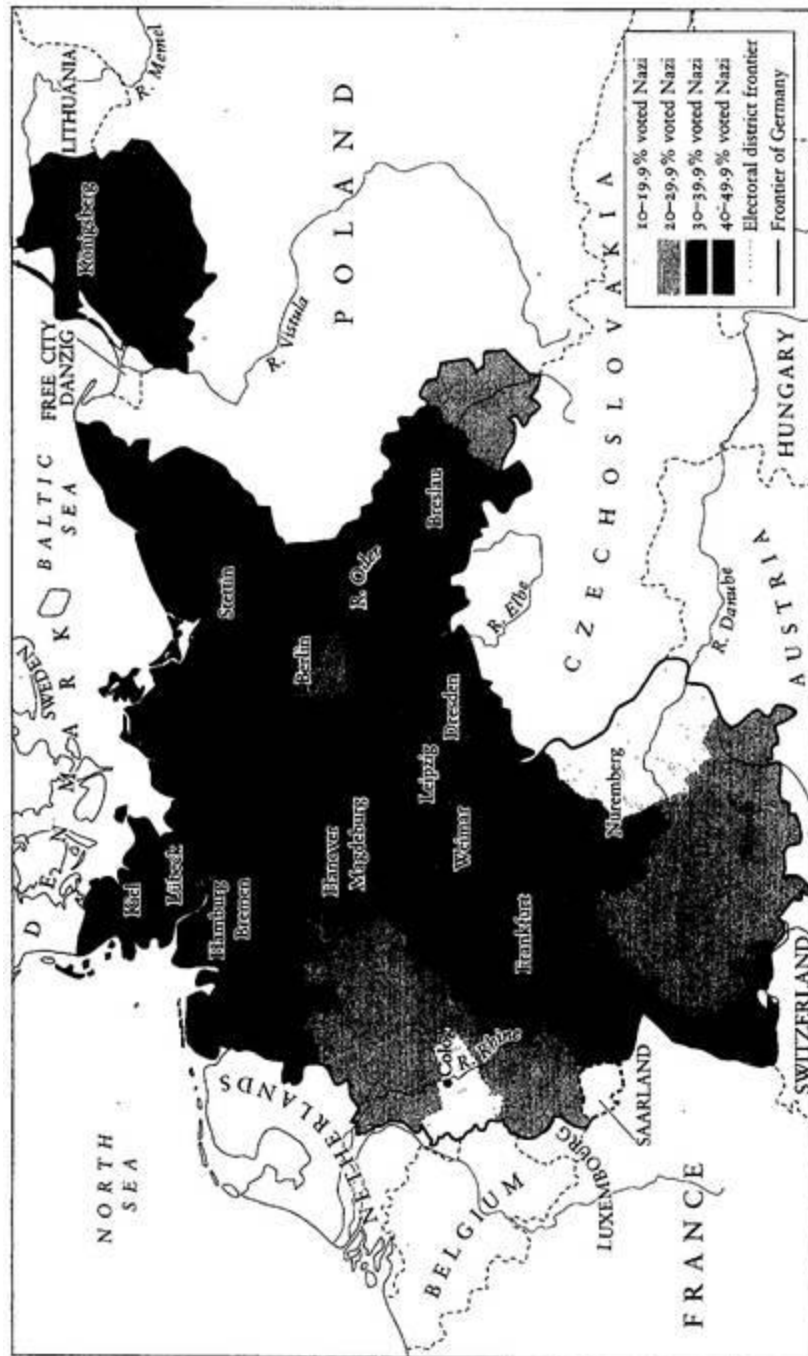 NORTH
SEA
DENMARK
SWEDEN
BALTIC
SEA
FREE CITY
DANZIG
LITHUANIA
R. Memel
Königsberg
Kiel
Lübeck
Hamburg
Bremen
Stettin
NETHERLANDS
Hanover
Magdeburg
Berlin
R. Vistula
POLAND
R. Oder
BELGIUM
R. Rhine
Leipzig
Dresden
Breslau
Weimar
R. Elbe
LUXEMBOURG
Frankfurt
CZECHOSLOVAKIA
SAARLAND
Nuremberg
FRANCE
R. Danube
SWITZERLAND
AUSTRIA
HUNGARY
10–19.9% voted Nazi
20–29.9% voted Nazi
30–39.9% voted Nazi
40–49.9% voted Nazi
Electoral district frontier
Frontier of Germany